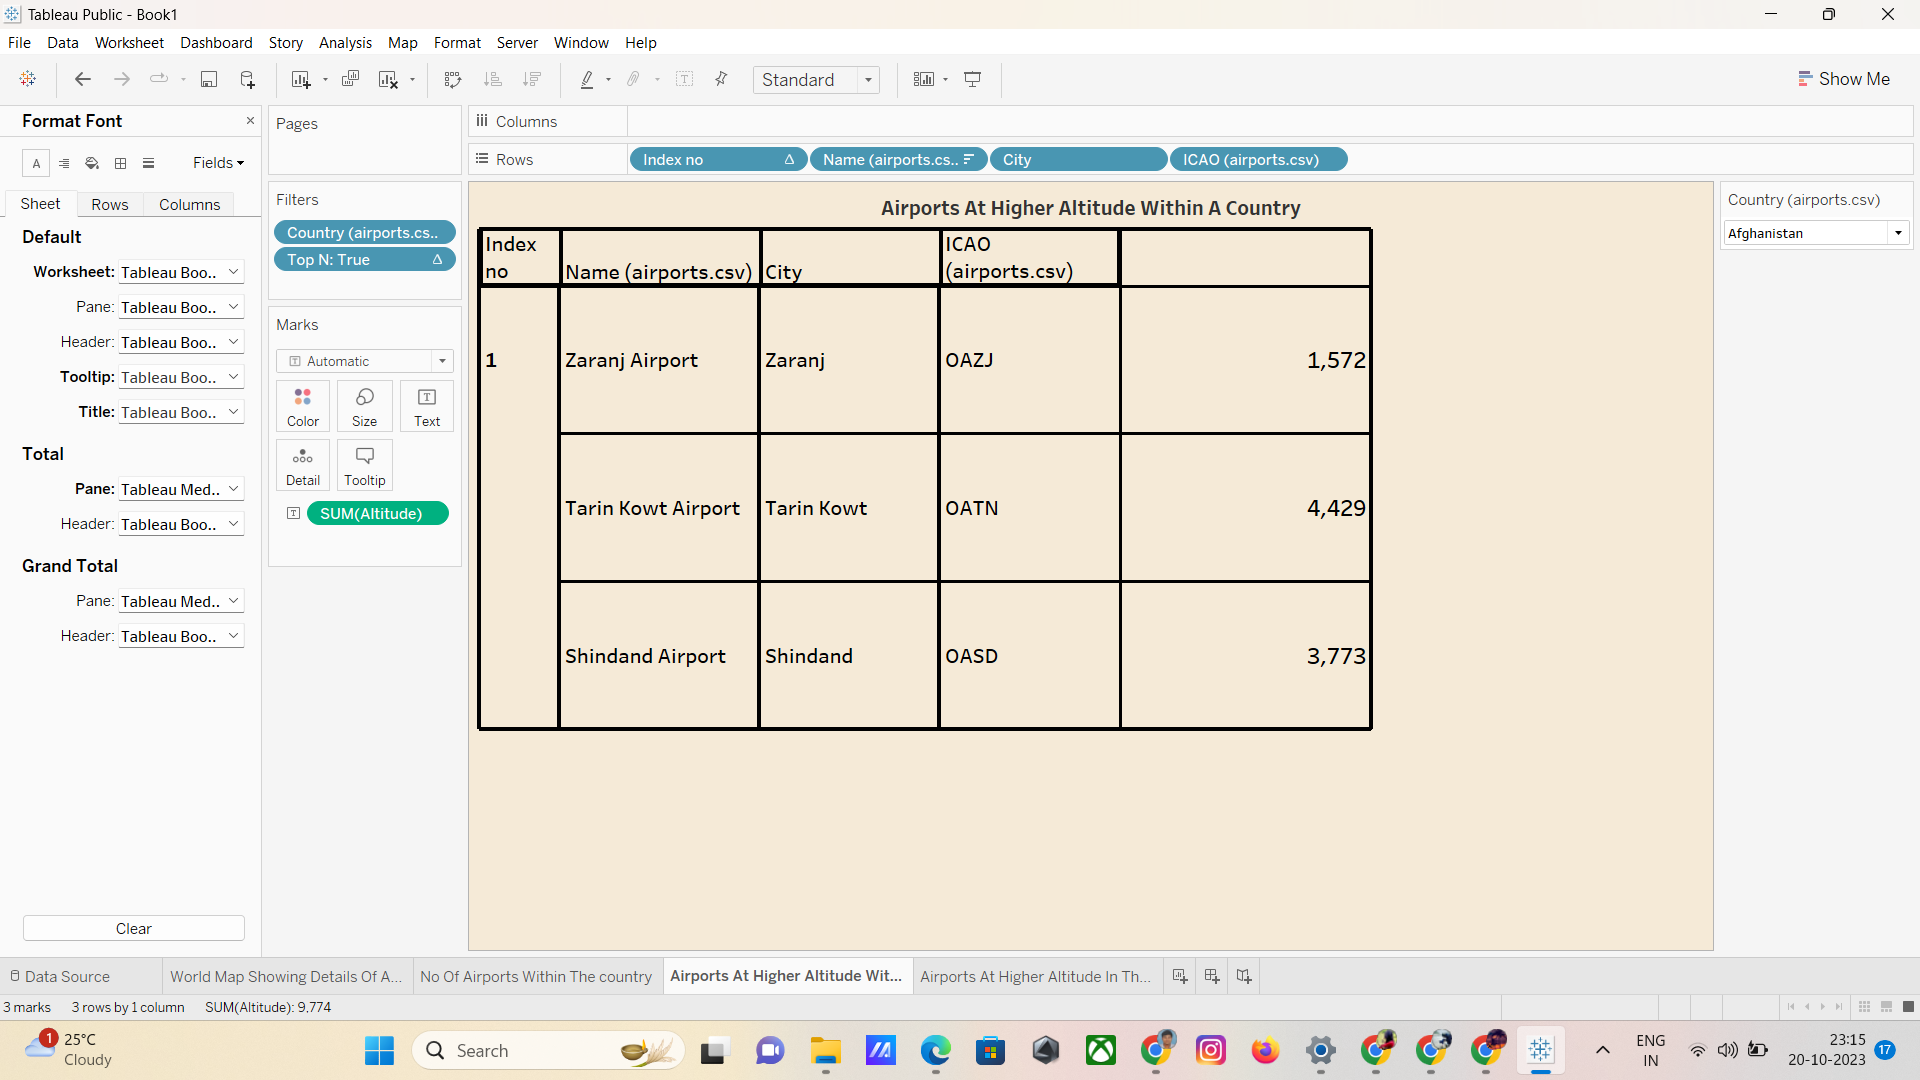 Tableau Public - Book1
File Data Worksheet Dashboard Story Analysis Map Format Server Window Help
Standard
Show Me
Format Font
A
Fields
Sheet Rows Columns
Default
Worksheet: Tableau Boo..
Pane: Tableau Boo..
Header: Tableau Boo..
Tooltip: Tableau Boo..
Title: Tableau Boo..
Total
Pane: Tableau Med..
Header: Tableau Boo..
Grand Total
Pane: Tableau Med..
Header: Tableau Boo..
Clear
Pages
Filters
Country (airports.cs..
Top N: True
Marks
Automatic
Color Size Text
Detail Tooltip
SUM(Altitude)
Columns
Rows Index no Name (airports.cs.. City ICAO (airports.csv)
Airports At Higher Altitude Within A Country
Index no Name (airports.csv) City ICAO (airports.csv)
1 Zaranj Airport Zaranj OAZJ 1,572
Tarin Kowt Airport Tarin Kowt OATN 4,429
Shindand Airport Shindand OASD 3,773
Country (airports.csv)
Afghanistan
Data Source World Map Showing Details Of A... No Of Airports Within The country Airports At Higher Altitude Wit... Airports At Higher Altitude In Th...
3 marks 3 rows by 1 column SUM(Altitude): 9,774
1
25°C
Cloudy
Search
ENG
IN
23:15
20-10-2023
17